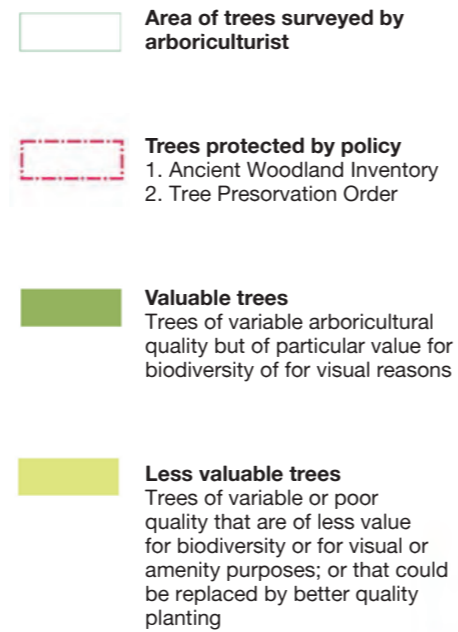 Area of trees surveyed by
arboriculturist
Trees protected by policy
1. Ancient Woodland Inventory
2. Tree Presorvation Order
Valuable trees
Trees of variable arboricultural
quality but of particular value for
biodiversity of for visual reasons
Less valuable trees
Trees of variable or poor
quality that are of less value
for biodiversity or for visual or
amenity purposes; or that could
be replaced by better quality
planting